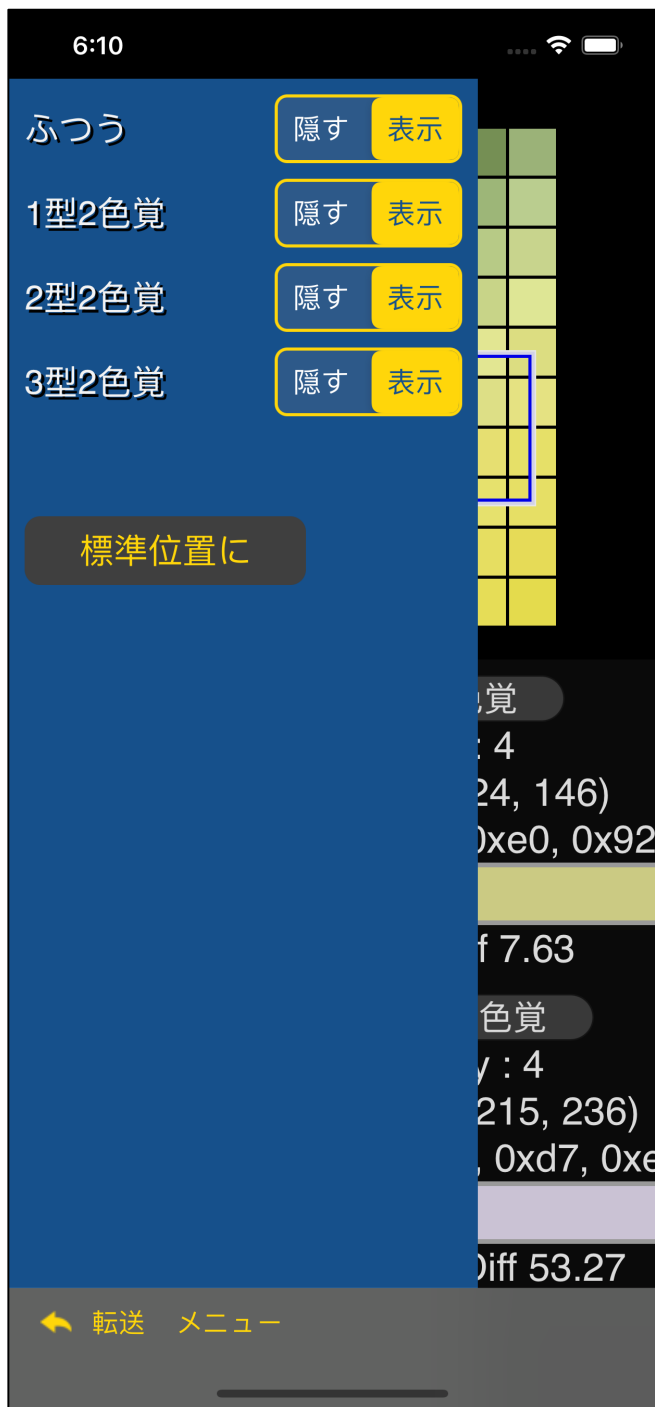 6:10
ふつう 隠す 表示
1型2色覚 隠す 表示
2型2色覚 隠す 表示
3型2色覚 隠す 表示
標準位置に
覚
: 4
24, 146)
0xe0, 0x92
f 7.63
色覚
y : 4
215, 236)
, 0xd7, 0xe
Diff 53.27
転送 メニュー